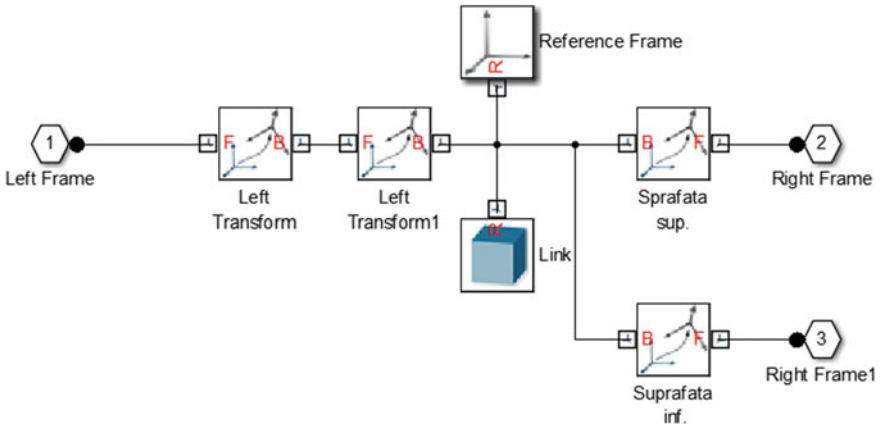 Reference Frame
R
1
Left Frame
F B
Left
Transform
F B
Left
Transform1
B F
Sprafata
sup.
2
Right Frame
R
Link
B F
Suprafata
inf.
3
Right Frame1